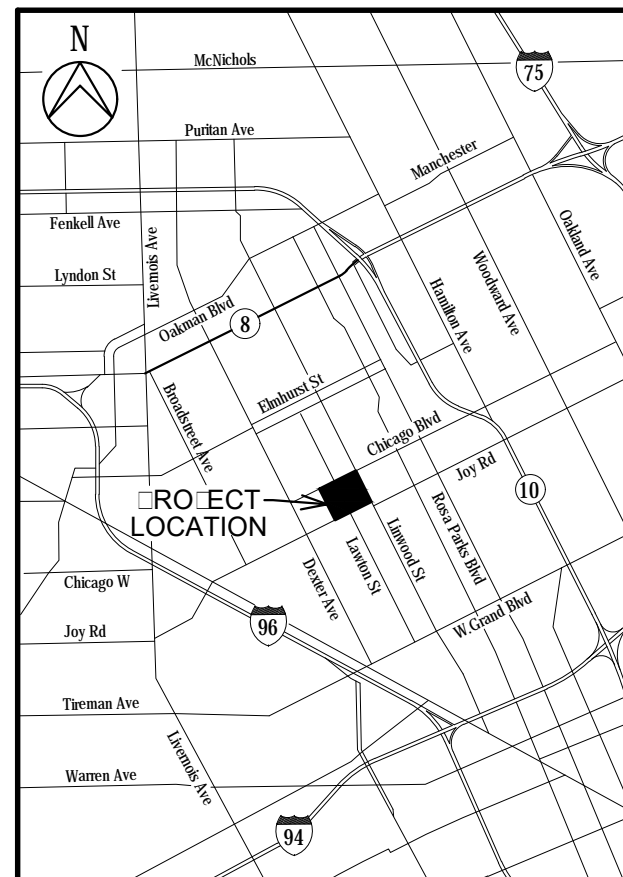 N
McNichols
75
Puritan Ave
Manchester
Fenkell Ave
Livernois Ave
Oakland Ave
Woodward Ave
Lyndon St
Hamilton Ave
Oakman Blvd
8
Elmhurst St
Broadstreet Ave
Chicago Blvd
Joy Rd
10
□RO□ECT
LOCATION
Rosa Parks Blvd
Linwood St
Lawton St
Dexter Ave
Chicago W
W.Grand Blvd
96
Joy Rd
Tireman Ave
Livernois Ave
Warren Ave
94